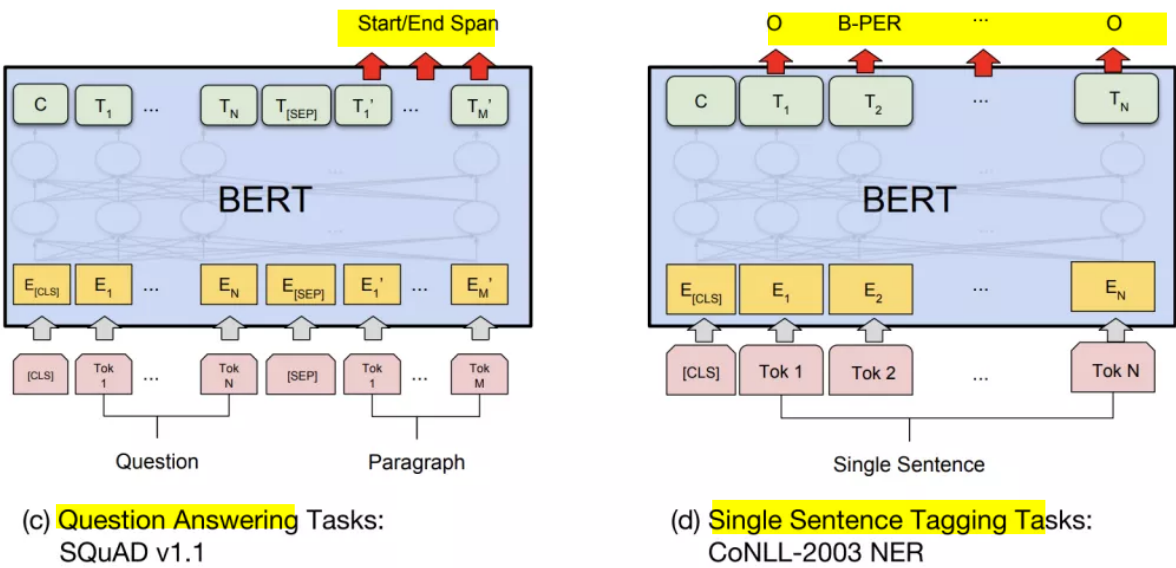 Start/End Span
C T1 ... TN T[SEP] T1' ... TM'
...
BERT
...
E[CLS] E1 ... EN E[SEP] E1' ... EM'
[CLS] Tok 1 ... Tok N [SEP] Tok 1 ... Tok M
Question Paragraph
(c) Question Answering Tasks:
SQuAD v1.1
O B-PER ... O
C T1 T2 ... TN
...
BERT
...
E[CLS] E1 E2 ... EN
[CLS] Tok 1 Tok 2 ... Tok N
Single Sentence
(d) Single Sentence Tagging Tasks:
CoNLL-2003 NER